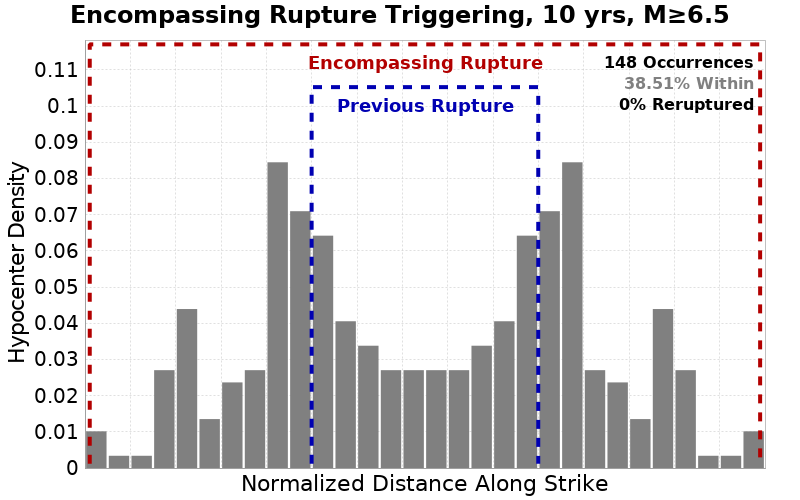 Encompassing Rupture Triggering, 10 yrs, M≥6.5
Encompassing Rupture
148 Occurrences
38.51% Within
0% Reruptured
Previous Rupture
Hypocenter Density
0.11
0.1
0.09
0.08
0.07
0.06
0.05
0.04
0.03
0.02
0.01
0
Normalized Distance Along Strike